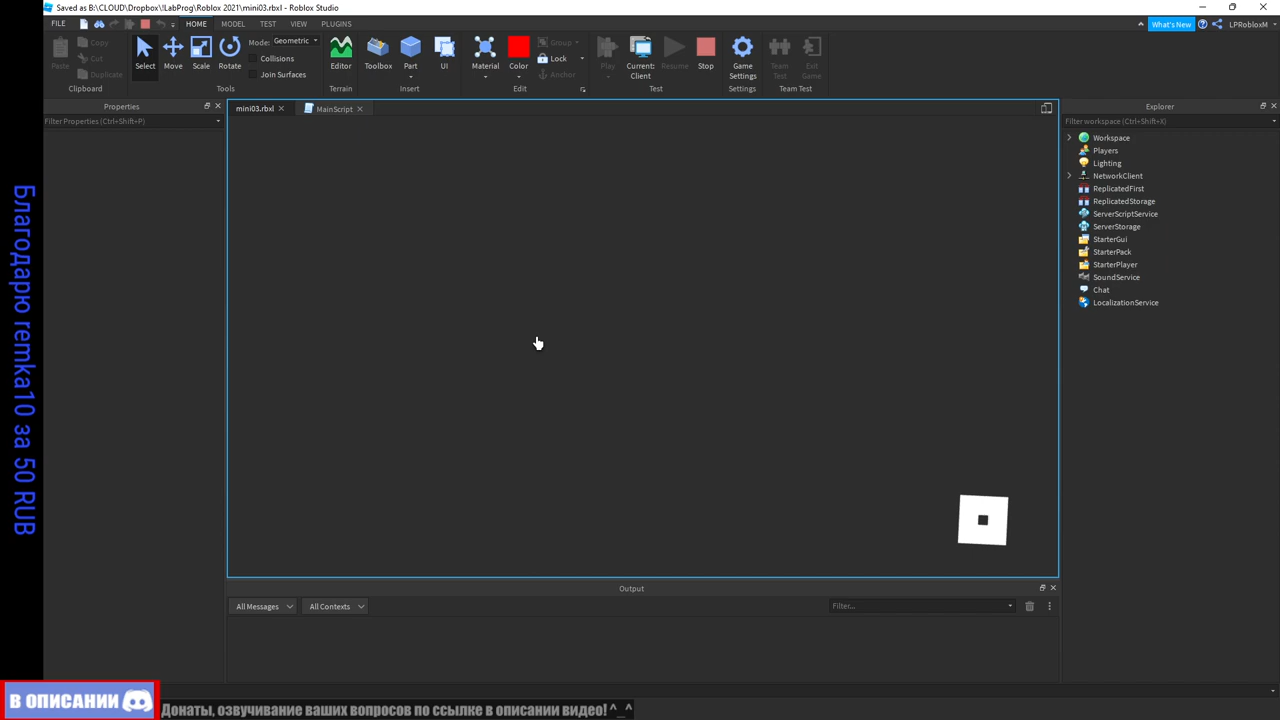 Saved as B:\CLOUD\Dropbox\!LabProg\Roblox 2021\mini03.rbxl - Roblox Studio
FILE HOME MODEL TEST VIEW PLUGINS What's New LPRobloxM
Paste Copy Cut Duplicate
Select Move Scale Rotate
Mode: Geometric
Collisions
Join Surfaces
Editor Toolbox Part UI Material Color
Group
Lock
Anchor
Play Current: Client Resume Stop Game Settings Team Test Exit Game
Clipboard Tools Terrain Insert Edit Test Settings Team Test
Properties
Filter Properties (Ctrl+Shift+P)
mini03.rbxl MainScript
Explorer
Filter workspace (Ctrl+Shift+X)
Workspace
Players
Lighting
NetworkClient
ReplicatedFirst
ReplicatedStorage
ServerScriptService
ServerStorage
StarterGui
StarterPack
StarterPlayer
SoundService
Chat
LocalizationService
Output
All Messages All Contexts Filter...
Благодарю remka10 за 50 RUB
В ОПИСАНИИ
Донаты, озвучивание ваших вопросов по ссылке в описании видео! ^_^